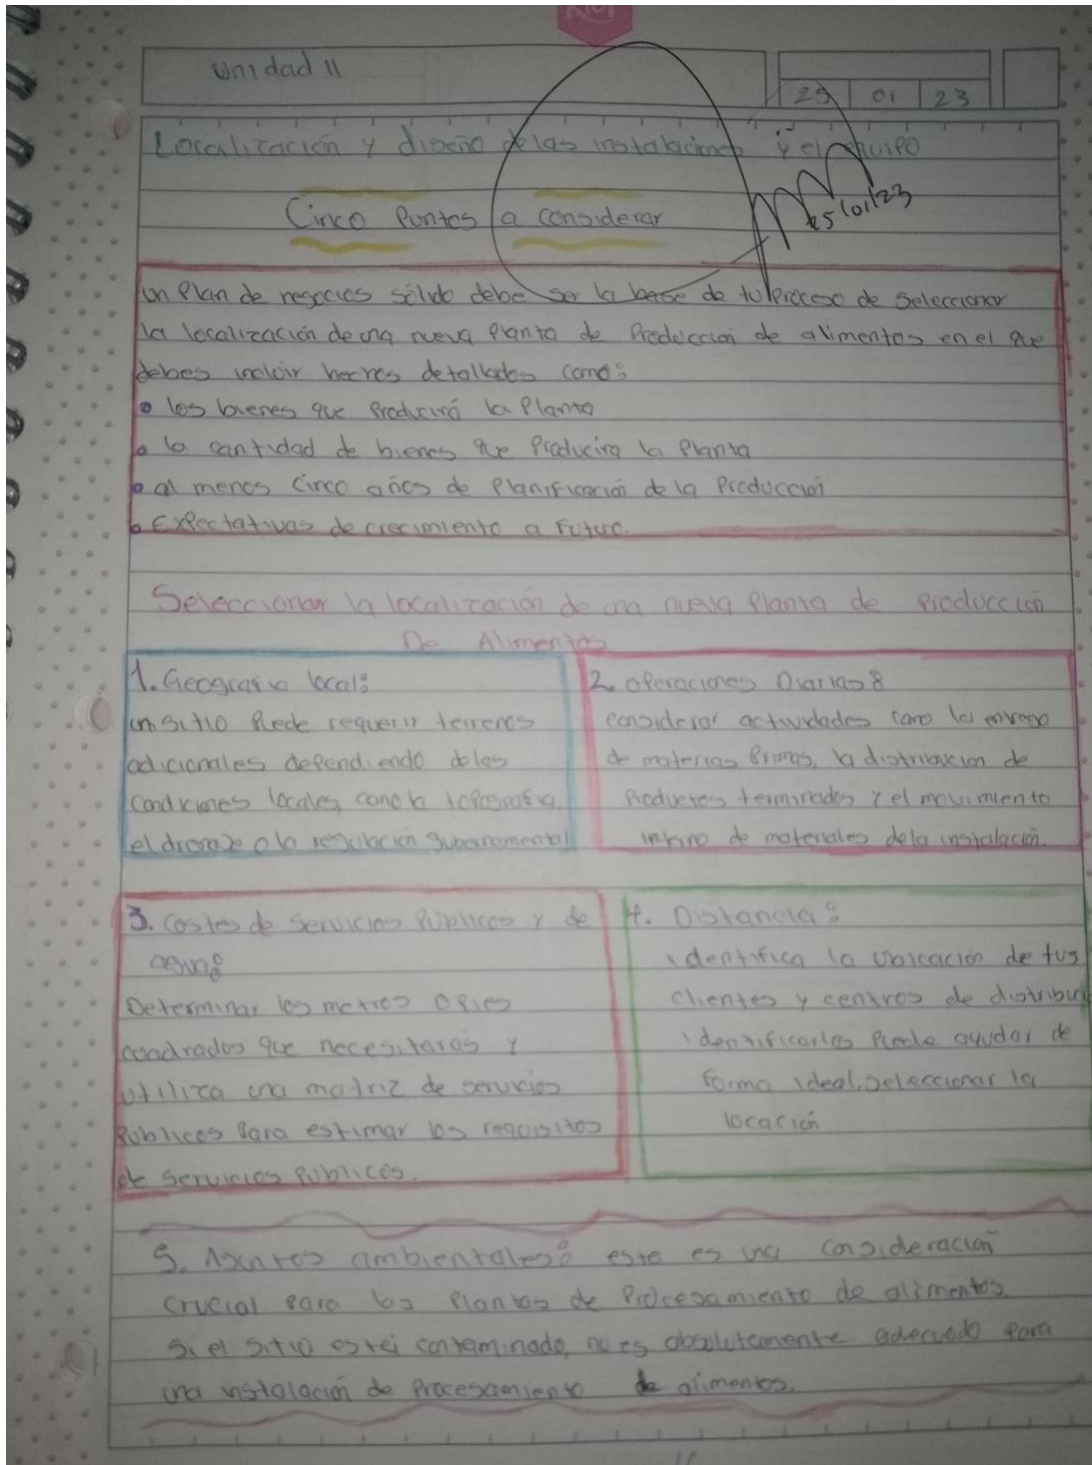 Unidad II
25 01 23
Localización y diseño de las instalaciones y el equipo
25/01/23
Cinco Puntos a considerar
Un Plan de negocios sólido debe ser la base de tu Proceso de Seleccionar
la localización de una nueva Planta de Producción de alimentos en el que
debes incluir hechos detallados como:
los bienes que Producirá la Planta
la cantidad de bienes que Producira la Planta
al menos cinco años de Planificación de la Producción
Expectativas de crecimiento a Futuro.
Seleccionar la localización de una nueva Planta de Producción
De Alimentos
1. Geografia local:
un sitio Puede requerir terrenos
adicionales dependiendo de las
Condiciones locales, como la topografia,
el drenaje o la regulación gubernamental
2. Operaciones Diarias:
considerar actividades como la entrega
de materias Primas, la distribucion de
Productos terminados y el movimiento
interno de materiales de la instalación.
3. Costes de Servicios Públicos y de
agua:
Determinar los metros o Pies
cuadrados que necesitaras y
utiliza una matriz de servicios
Publicos Para estimar los requisitos
de servicios Publicos.
4. Distancia:
identifica la ubicación de tus
clientes y centros de distribu
identificarlos Puede ayudar de
forma ideal, seleccionar la
locación
5. Asuntos ambientales: esta es una consideración
crucial para las Plantas de Procesamiento de alimentos.
Si el sitio está contaminado, no es absolutamente adecuado para
una instalación de Procesamiento de alimentos.